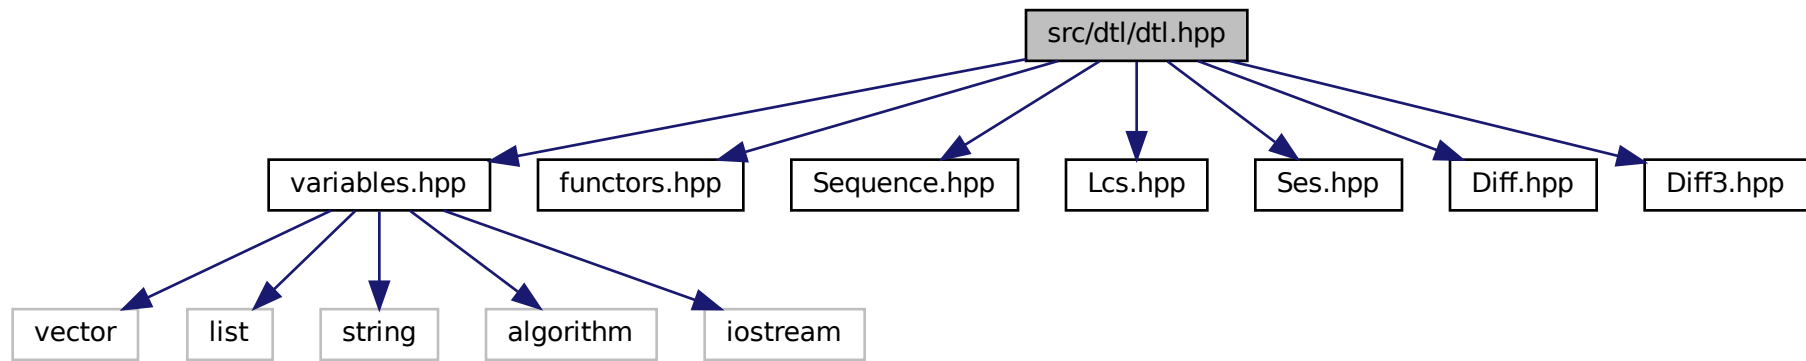 src/dtl/dtl.hpp
variables.hpp
functors.hpp
Sequence.hpp
Lcs.hpp
Ses.hpp
Diff.hpp
Diff3.hpp
vector
list
string
algorithm
iostream